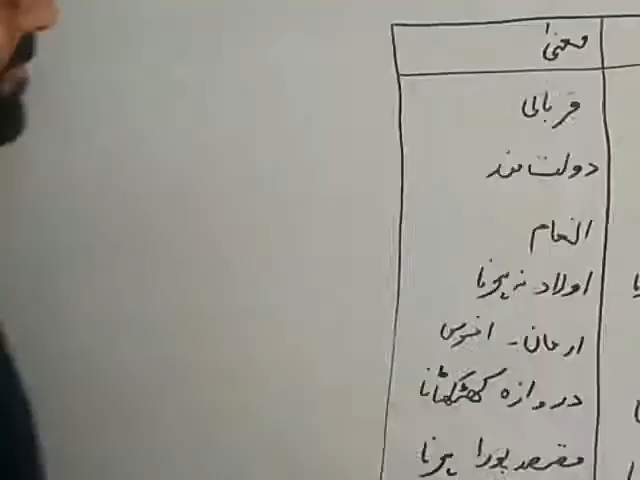 معنیٰ
قربانی
دولت مند
انعام
اولاد نہ ہونا
ارمان۔ افسوس
دروازہ کھٹکھٹانا
مقصد پورا ہونا